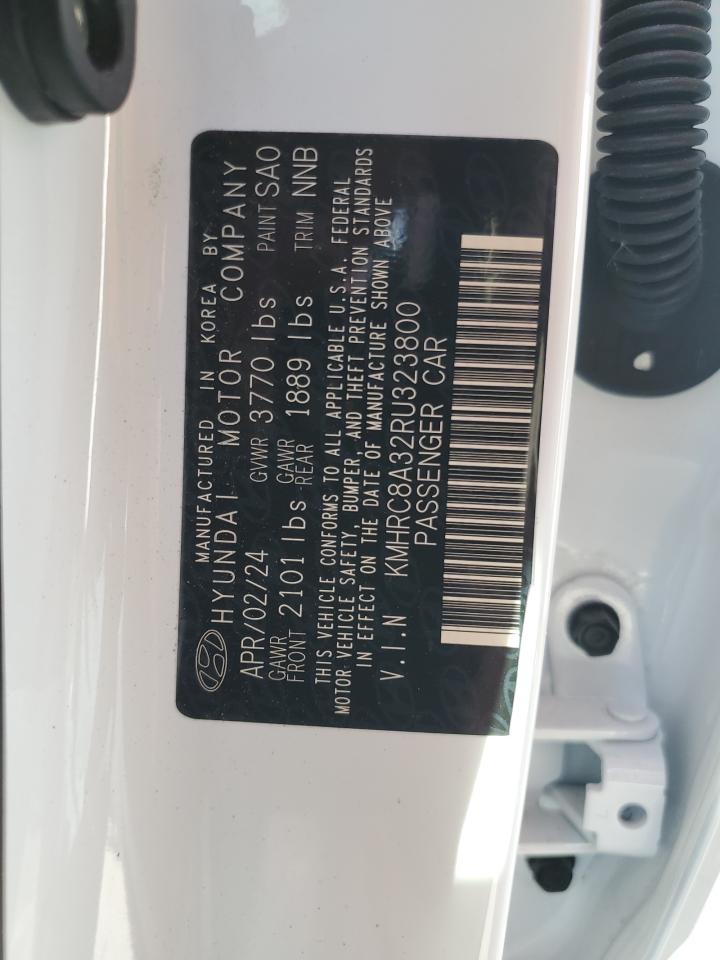 MANUFACTURED IN KOREA BY
HYUNDAI MOTOR COMPANY
APR/02/24 GVWR 3770 lbs PAINT SA0
GAWR FRONT 2101 lbs GAWR REAR 1889 lbs TRIM NNB
THIS VEHICLE CONFORMS TO ALL APPLICABLE U.S.A. FEDERAL
MOTOR VEHICLE SAFETY, BUMPER, AND THEFT PREVENTION STANDARDS
IN EFFECT ON THE DATE OF MANUFACTURE SHOWN ABOVE
V.I.N KMHRC8A32RU323800
PASSENGER CAR
L